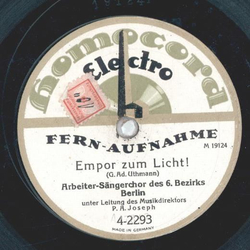 Homocord
Electro
FERN-AUFNAHME
M 19124
Empor zum Licht!
(G. Ad. Uthmann)
Arbeiter-Sängerchor des 6. Bezirks
Berlin
unter Leitung des Musikdirektors
P. A. Joseph
4-2293
MADE IN GERMANY